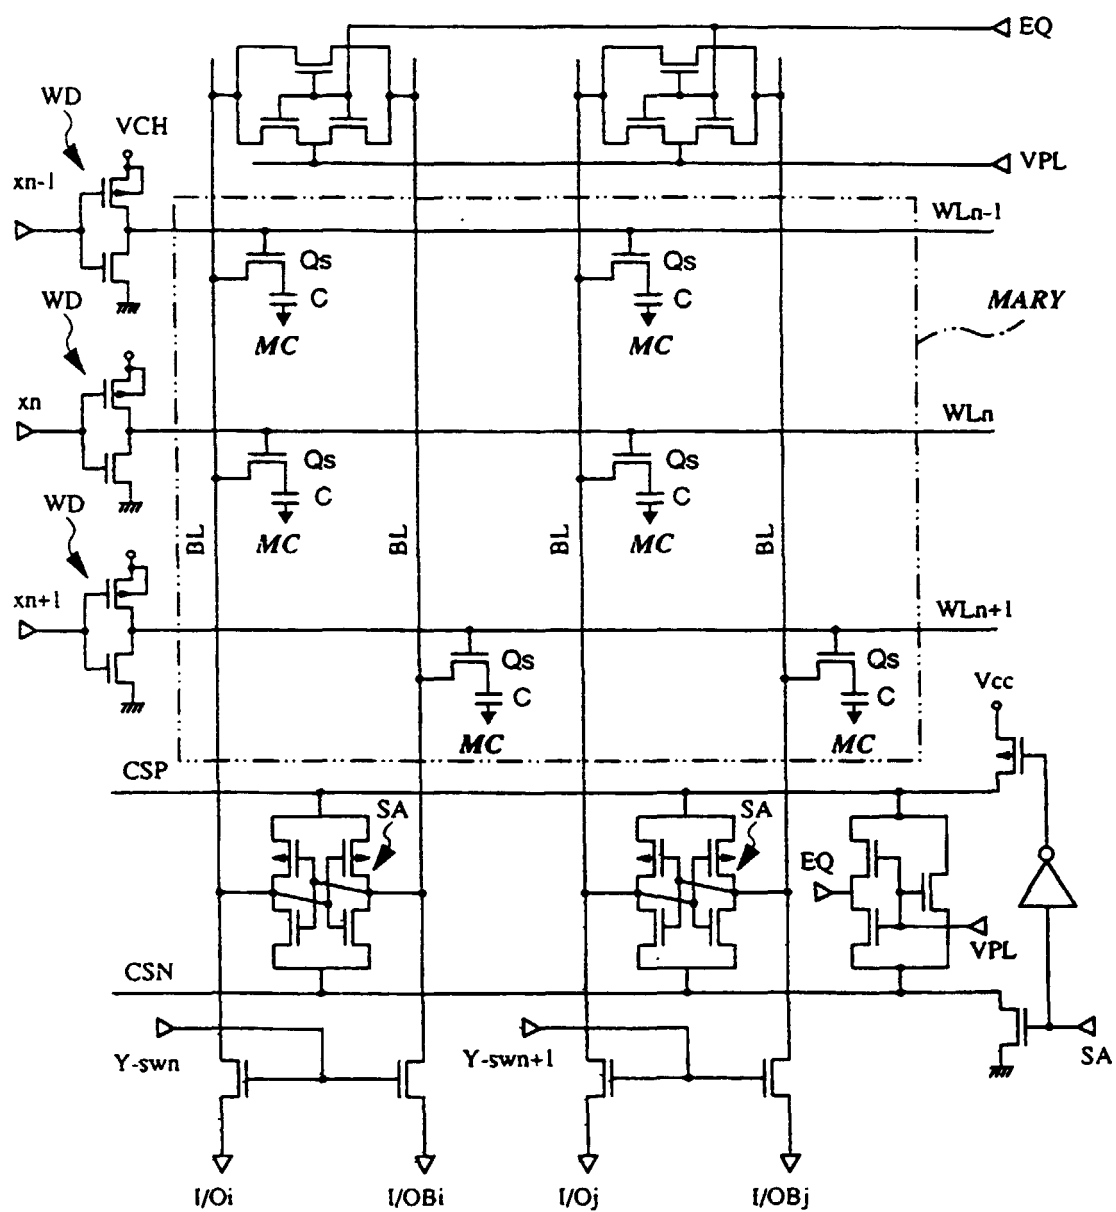 EQ
WD
VCH
VPL
xn-1
WLn-1
Qs
Qs
C
C
WD
MARY
MC
MC
xn
WLn
Qs
Qs
C
C
WD
MC
MC
BL
BL
BL
BL
xn+1
WLn+1
Qs
Qs
C
C
Vcc
MC
MC
CSP
SA
SA
EQ
VPL
CSN
Y-swn
Y-swn+1
SA
I/Oi
I/OBi
I/Oj
I/OBj